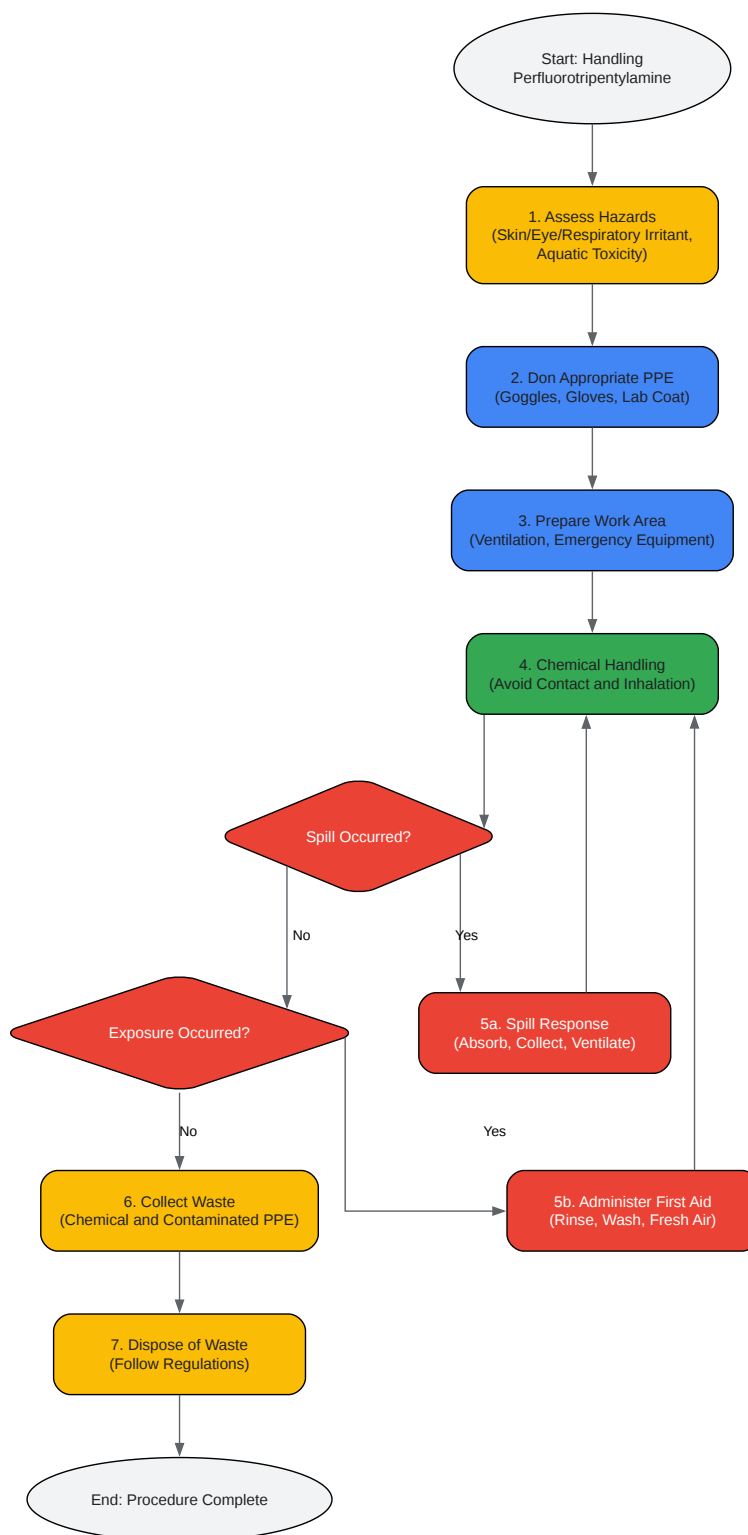 Start: Handling
Perfluorotripentylamine
1. Assess Hazards
(Skin/Eye/Respiratory Irritant,
Aquatic Toxicity)
2. Don Appropriate PPE
(Goggles, Gloves, Lab Coat)
3. Prepare Work Area
(Ventilation, Emergency Equipment)
4. Chemical Handling
(Avoid Contact and Inhalation)
Spill Occurred?
No
Yes
5a. Spill Response
(Absorb, Collect, Ventilate)
Exposure Occurred?
No
Yes
5b. Administer First Aid
(Rinse, Wash, Fresh Air)
6. Collect Waste
(Chemical and Contaminated PPE)
7. Dispose of Waste
(Follow Regulations)
End: Procedure Complete